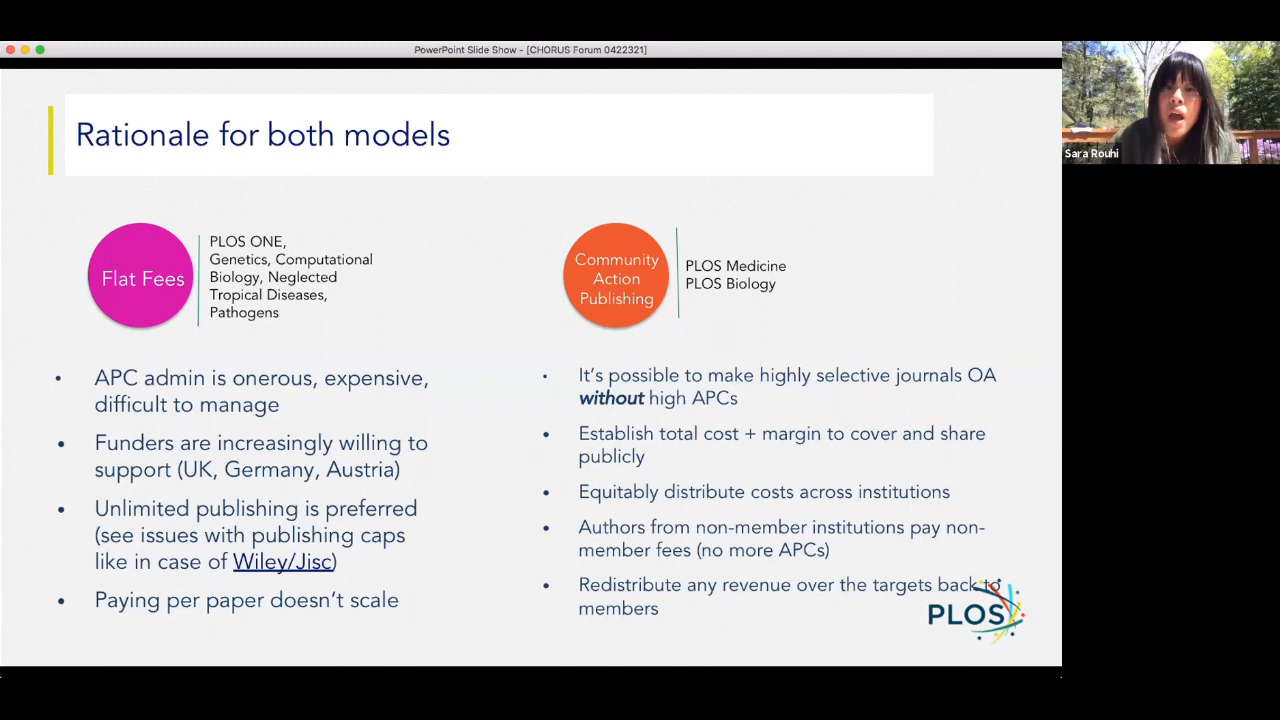 PowerPoint Slide Show - [CHORUS Forum 0422321]
Sara Rouhi
Rationale for both models
Flat Fees
PLOS ONE,
Genetics, Computational
Biology, Neglected
Tropical Diseases,
Pathogens
• APC admin is onerous, expensive,
difficult to manage
• Funders are increasingly willing to
support (UK, Germany, Austria)
• Unlimited publishing is preferred
(see issues with publishing caps
like in case of Wiley/Jisc)
• Paying per paper doesn’t scale
Community
Action
Publishing
PLOS Medicine
PLOS Biology
• It’s possible to make highly selective journals OA
without high APCs
• Establish total cost + margin to cover and share
publicly
• Equitably distribute costs across institutions
• Authors from non-member institutions pay non-
member fees (no more APCs)
• Redistribute any revenue over the targets back to
members
PLOS